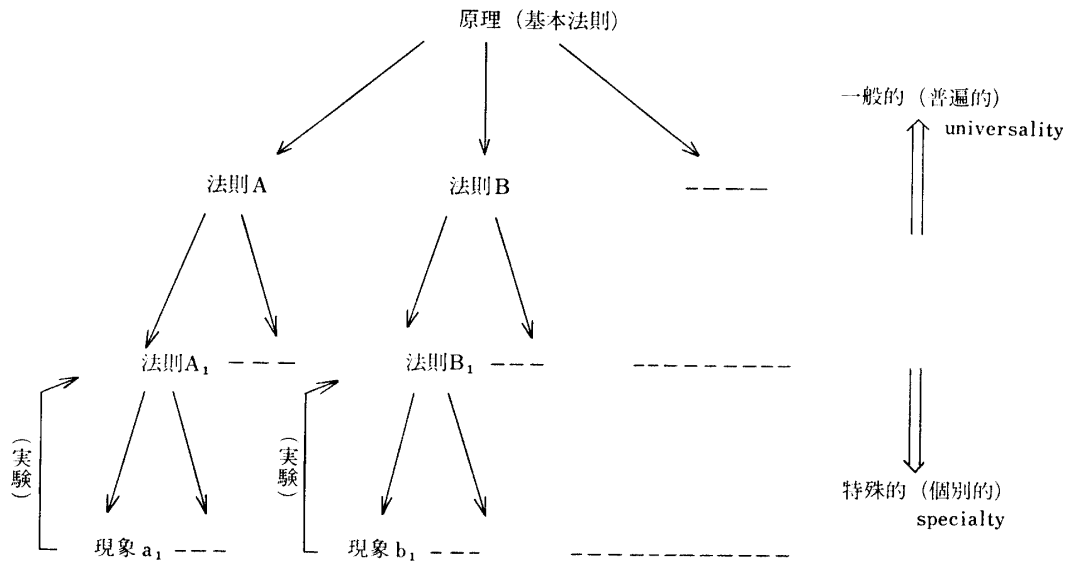 原理（基本法則）
一般的（普遍的）
universality
法則A
法則B
法則A₁
法則B₁
（実験）
（実験）
特殊的（個別的）
specialty
現象a₁
現象b₁